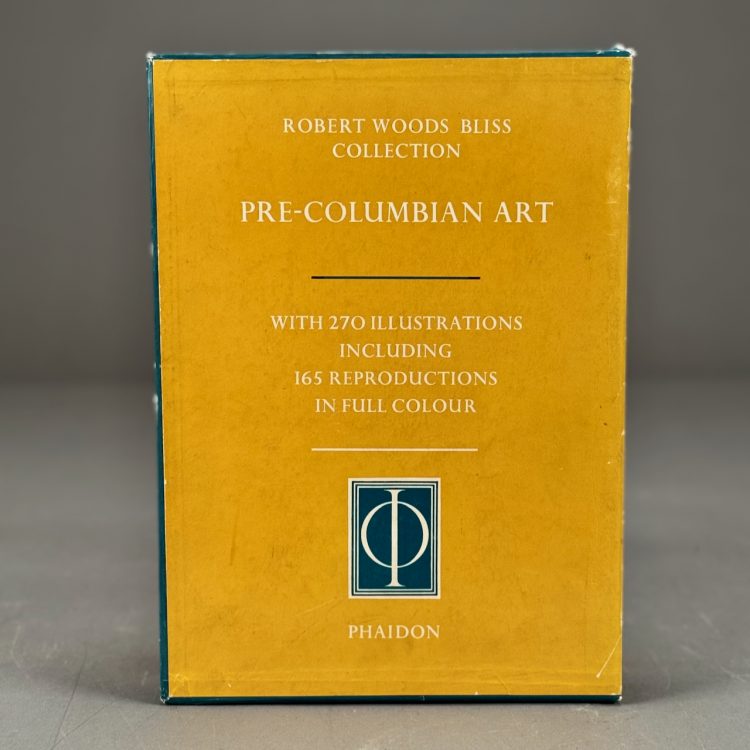 ROBERT WOODS BLISS
COLLECTION
PRE-COLUMBIAN ART
WITH 270 ILLUSTRATIONS
INCLUDING
165 REPRODUCTIONS
IN FULL COLOUR
Φ
PHAIDON